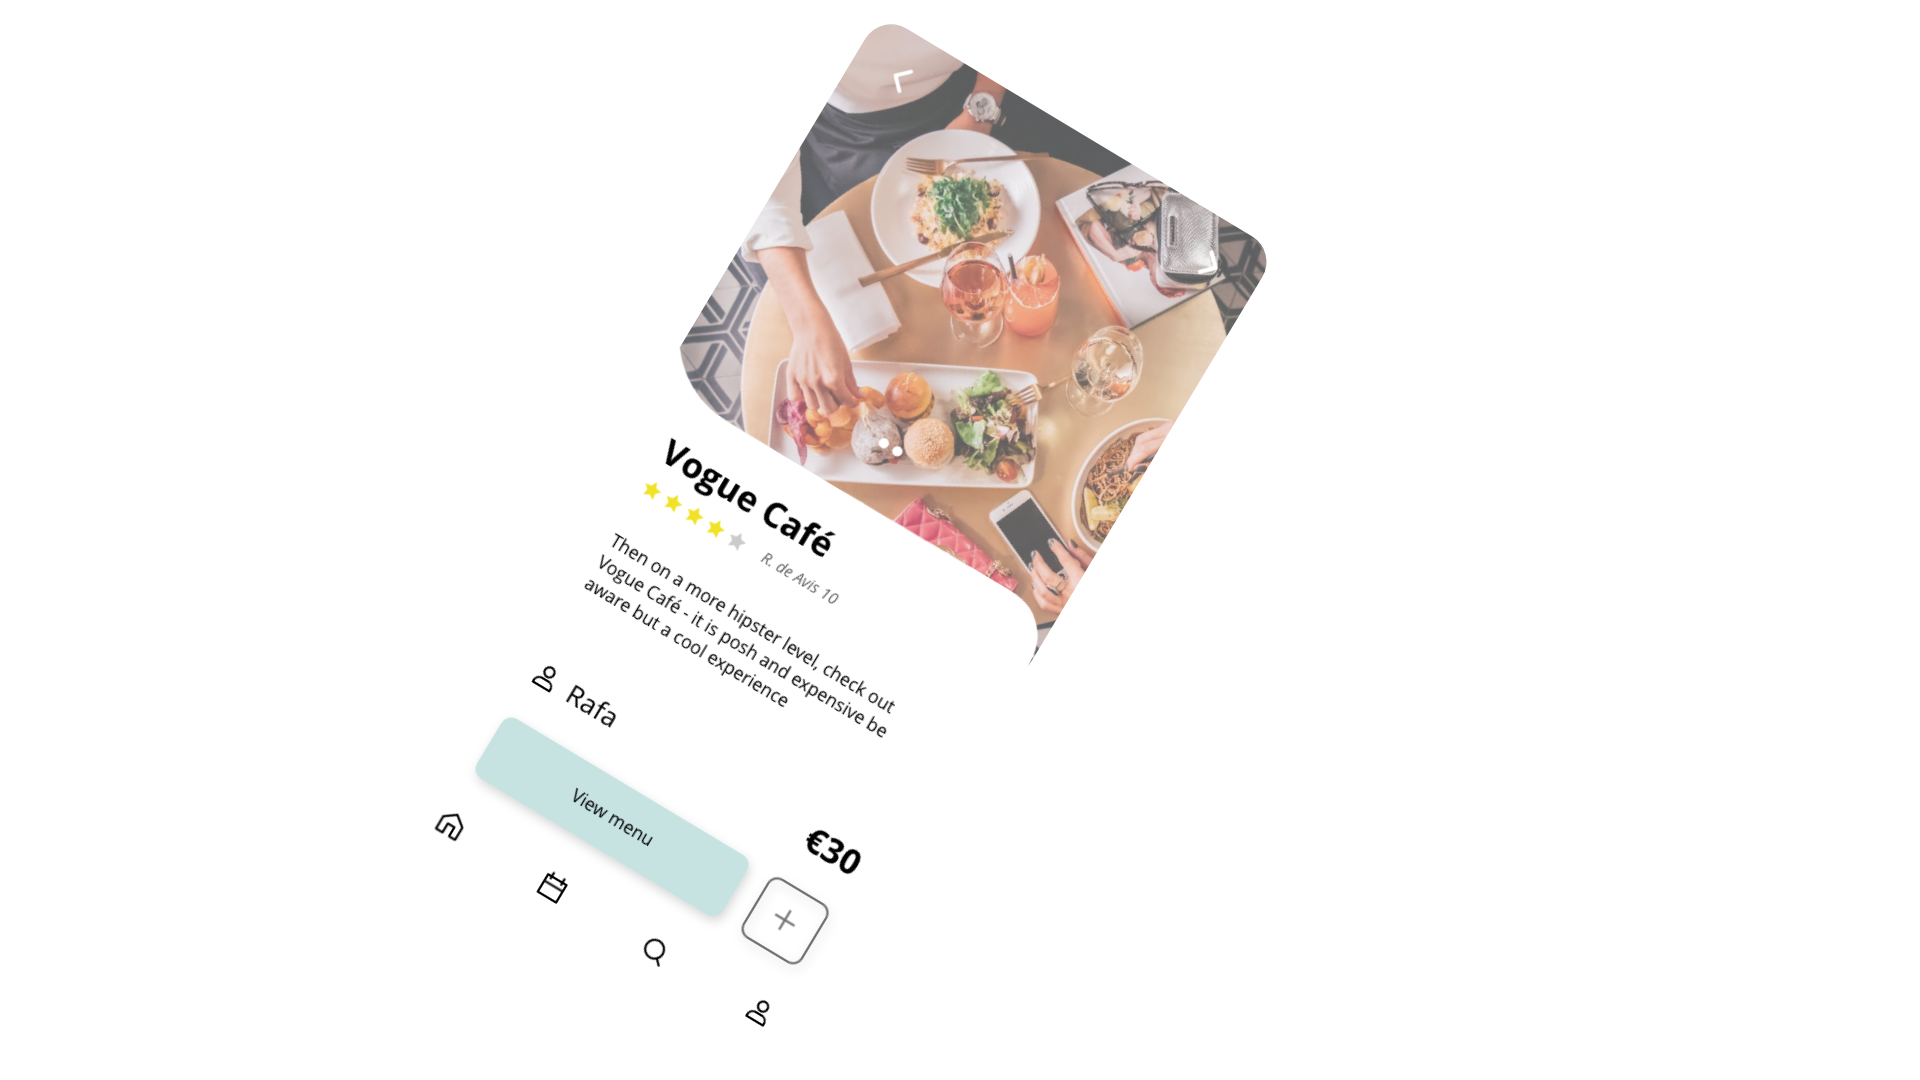 Vogue Café
R. de Avis 10
Then on a more hipster level, check out
Vogue Café - it is posh and expensive be
aware but a cool experience
Rafa
€30
View menu